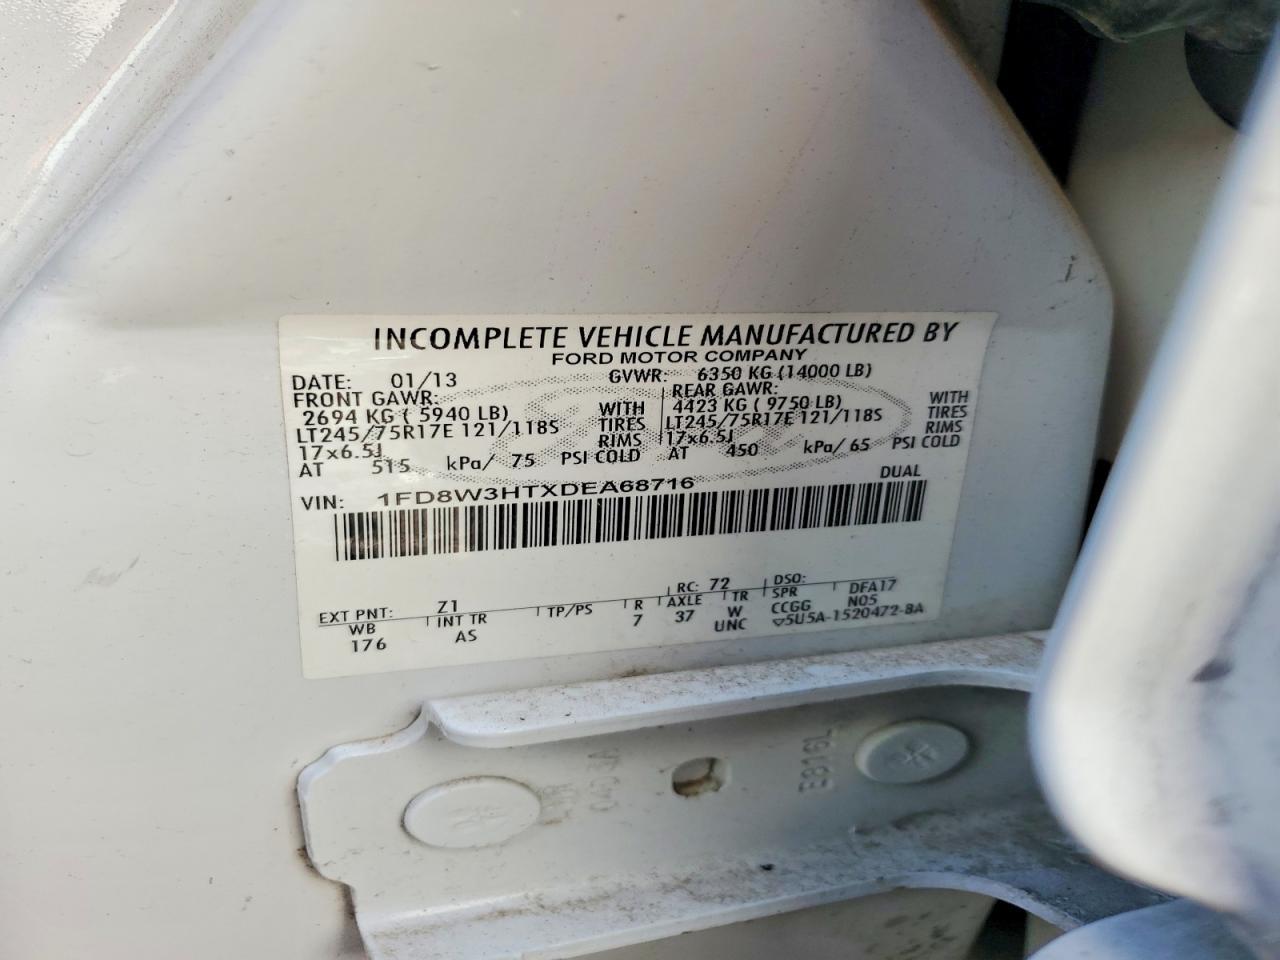 INCOMPLETE VEHICLE MANUFACTURED BY
FORD MOTOR COMPANY
DATE: 01/13 GVWR: 6350 KG (14000 LB)
FRONT GAWR: REAR GAWR:
2694 KG ( 5940 LB) WITH 4423 KG ( 9750 LB) WITH
LT245/75R17E 121/118S TIRES LT245/75R17E 121/118S TIRES
17x6.5J RIMS 17x6.5J RIMS
AT 515 kPa/ 75 PSI COLD AT 450 kPa/ 65 PSI COLD
VIN: 1FD8W3HTXDEA68716 DUAL
RC: 72 DSO:
EXT PNT: Z1 TP/PS R AXLE TR SPR DFA17
WB INT TR 7 37 W CCGG N05
176 AS UNC ▽5U5A-1520472-8A
E816L